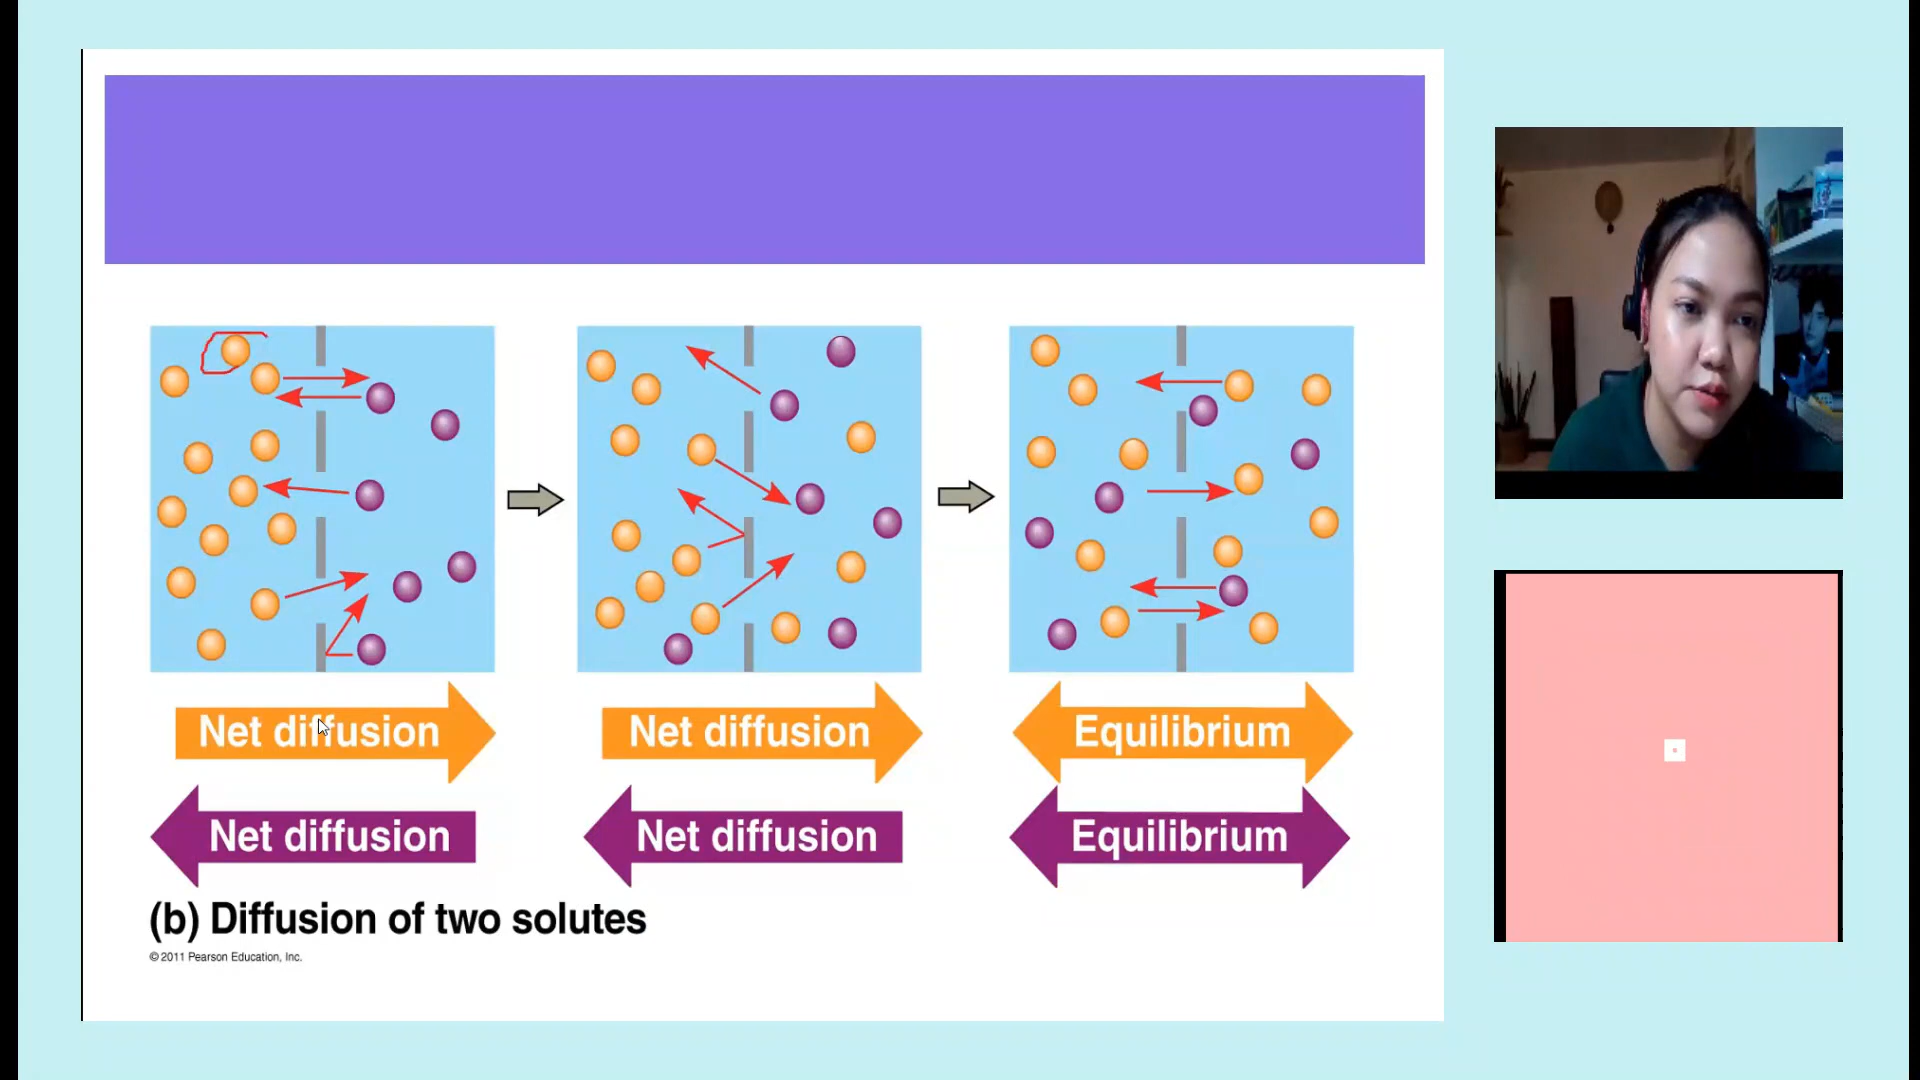 Net diffusion
Net diffusion
Equilibrium
Net diffusion
Net diffusion
Equilibrium
(b) Diffusion of two solutes
© 2011 Pearson Education, Inc.